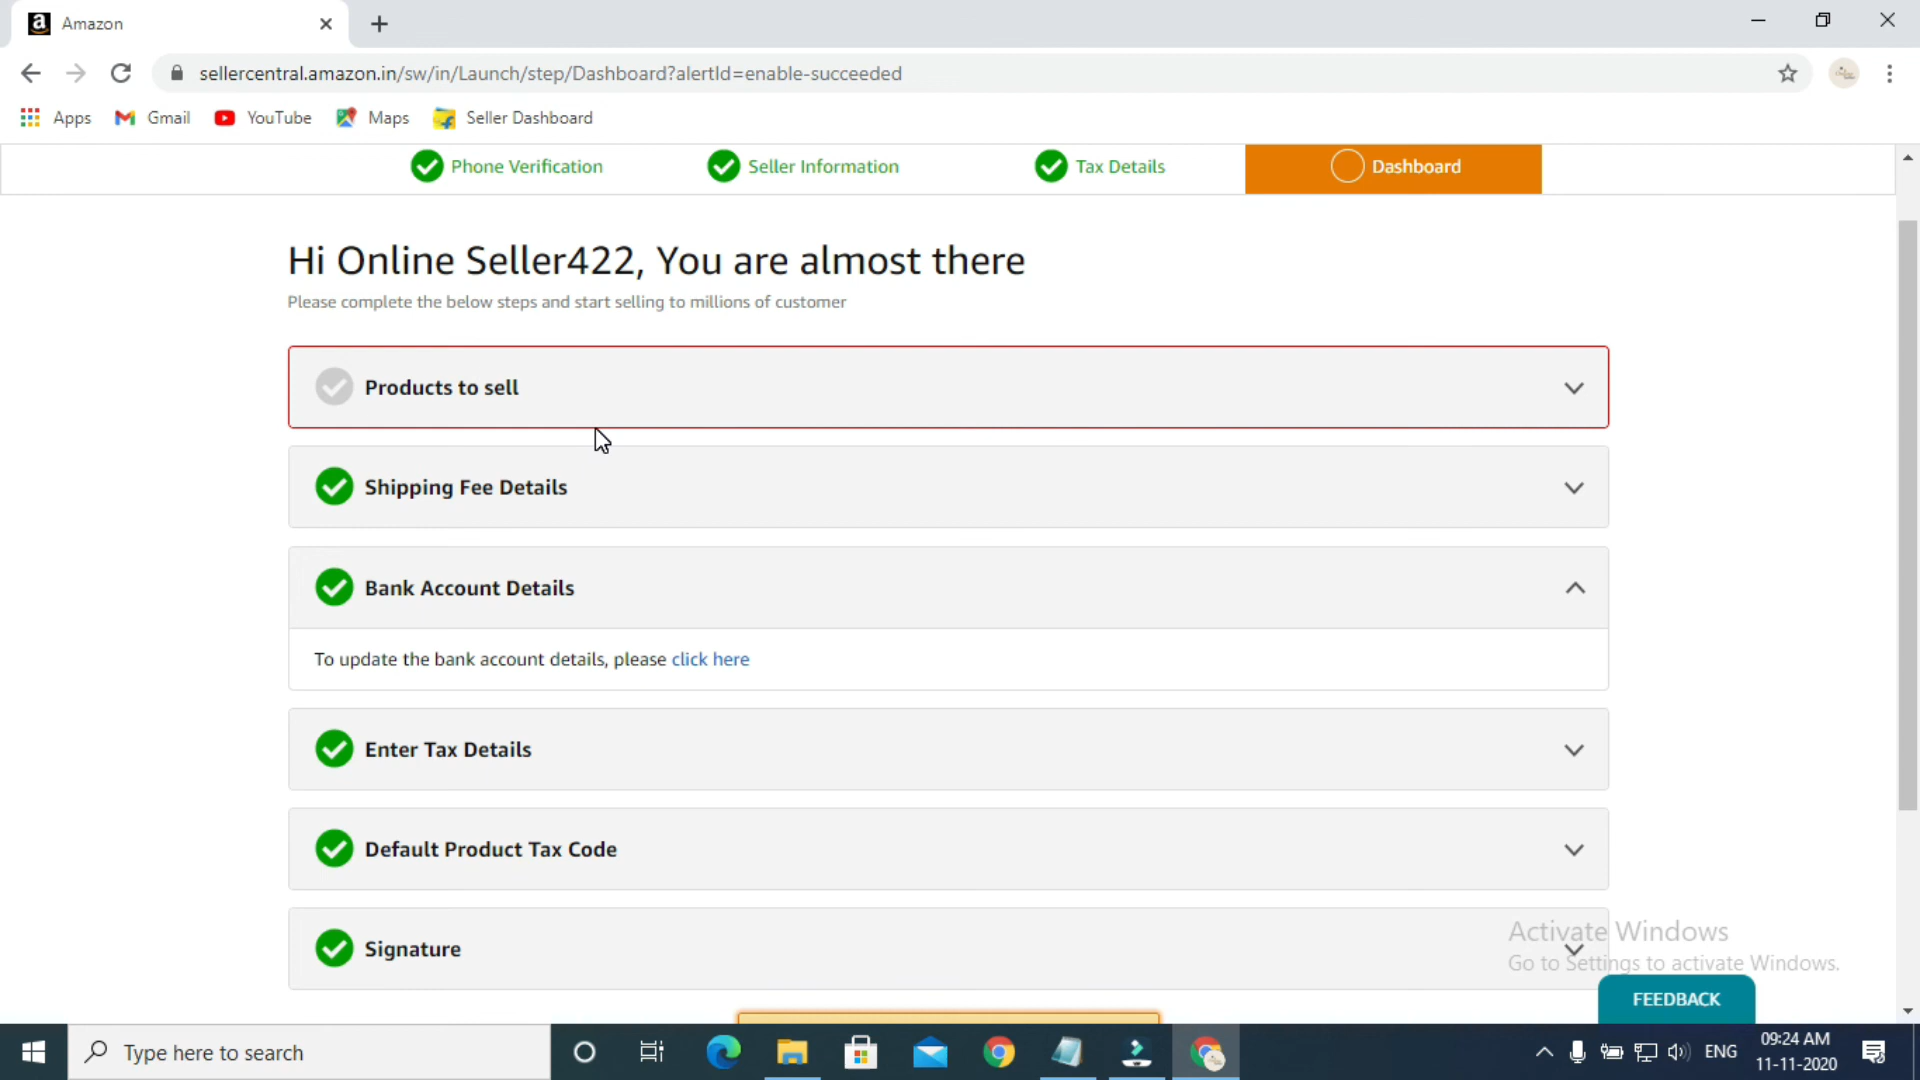 Amazon
sellercentral.amazon.in/sw/in/Launch/step/Dashboard?alertId=enable-succeeded
Apps Gmail YouTube Maps Seller Dashboard
Phone Verification Seller Information Tax Details Dashboard
Hi Online Seller422, You are almost there
Please complete the below steps and start selling to millions of customer
Products to sell
Shipping Fee Details
Bank Account Details
To update the bank account details, please click here
Enter Tax Details
Default Product Tax Code
Signature
Activate Windows
Go to Settings to activate Windows.
FEEDBACK
Type here to search
ENG
09:24 AM
11-11-2020